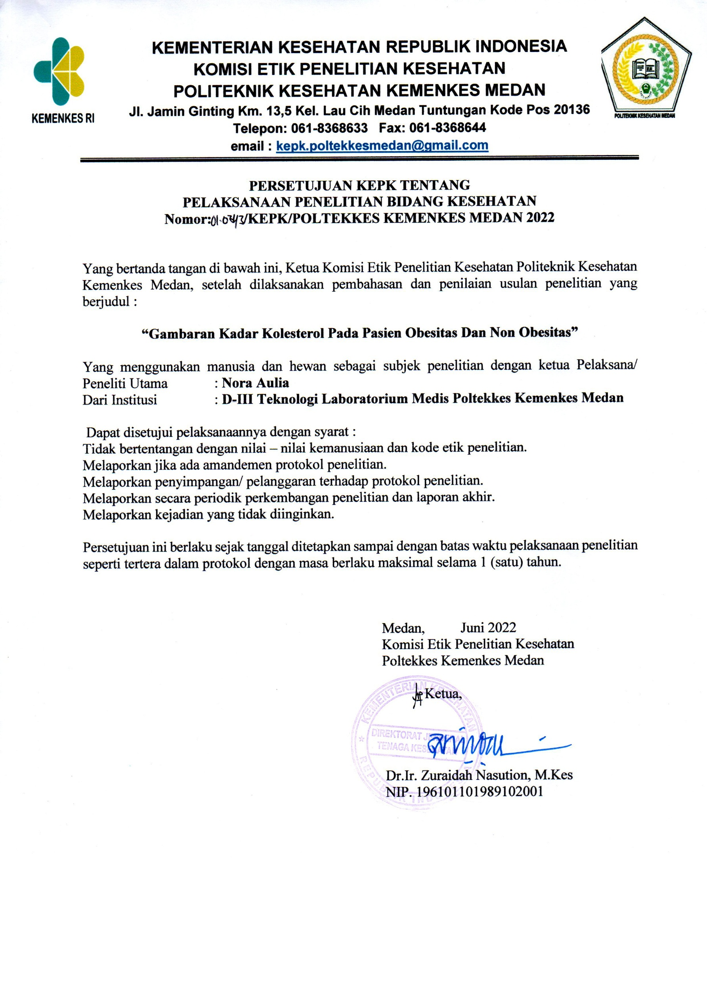 KEMENTERIAN KESEHATAN REPUBLIK INDONESIA
KOMISI ETIK PENELITIAN KESEHATAN
POLITEKNIK KESEHATAN KEMENKES MEDAN
Jl. Jamin Ginting Km. 13,5 Kel. Lau Cih Medan Tuntungan Kode Pos 20136
Telepon: 061-8368633 Fax: 061-8368644
email : kepk.poltekkesmedan@gmail.com
KEMENKES RI
POLITEKNIK KESEHATAN MEDAN
PERSETUJUAN KEPK TENTANG
PELAKSANAAN PENELITIAN BIDANG KESEHATAN
Nomor: /KEPK/POLTEKKES KEMENKES MEDAN 2022
Yang bertanda tangan di bawah ini, Ketua Komisi Etik Penelitian Kesehatan Politeknik Kesehatan
Kemenkes Medan, setelah dilaksanakan pembahasan dan penilaian usulan penelitian yang
berjudul :
“Gambaran Kadar Kolesterol Pada Pasien Obesitas Dan Non Obesitas”
Yang menggunakan manusia dan hewan sebagai subjek penelitian dengan ketua Pelaksana/
Peneliti Utama : Nora Aulia
Dari Institusi : D-III Teknologi Laboratorium Medis Poltekkes Kemenkes Medan
Dapat disetujui pelaksanaannya dengan syarat :
Tidak bertentangan dengan nilai – nilai kemanusiaan dan kode etik penelitian.
Melaporkan jika ada amandemen protokol penelitian.
Melaporkan penyimpangan/ pelanggaran terhadap protokol penelitian.
Melaporkan secara periodik perkembangan penelitian dan laporan akhir.
Melaporkan kejadian yang tidak diinginkan.
Persetujuan ini berlaku sejak tanggal ditetapkan sampai dengan batas waktu pelaksanaan penelitian
seperti tertera dalam protokol dengan masa berlaku maksimal selama 1 (satu) tahun.
Medan, Juni 2022
Komisi Etik Penelitian Kesehatan
Poltekkes Kemenkes Medan
Ketua,
KEMENTERIAN KESEHATAN
DIREKTORAT JENDERAL
TENAGA KESEHATAN
REPUBLIK INDONESIA
Dr.Ir. Zuraidah Nasution, M.Kes
NIP. 196101101989102001